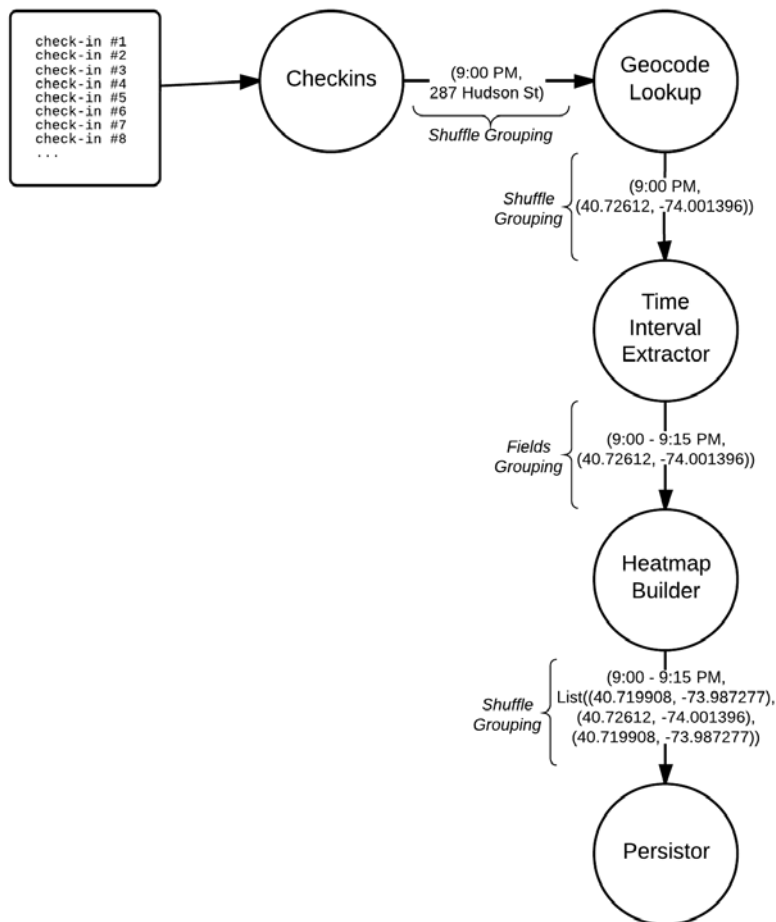 check-in #1
check-in #2
check-in #3
check-in #4
check-in #5
check-in #6
check-in #7
check-in #8
...
Checkins
(9:00 PM,
287 Hudson St)
Shuffle Grouping
Geocode
Lookup
Shuffle
Grouping
(9:00 PM,
(40.72612, -74.001396))
Time
Interval
Extractor
Fields
Grouping
(9:00 - 9:15 PM,
(40.72612, -74.001396))
Heatmap
Builder
Shuffle
Grouping
(9:00 - 9:15 PM,
List((40.719908, -73.987277),
(40.72612, -74.001396),
(40.719908, -73.987277))
Persistor